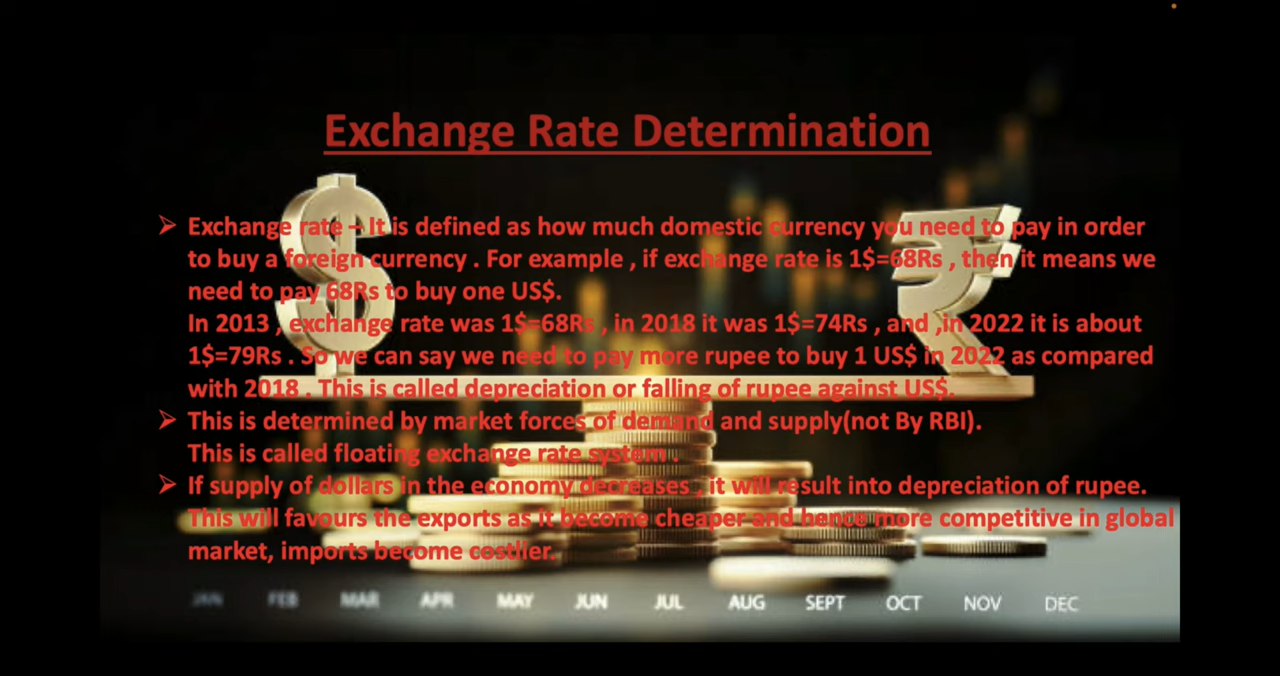 Exchange Rate Determination
➢ Exchange rate – It is defined as how much domestic currency you need to pay in order
to buy a foreign currency . For example , if exchange rate is 1$=68Rs , then it means we
need to pay 68Rs to buy one US$.
In 2013 , exchange rate was 1$=68Rs , in 2018 it was 1$=74Rs , and ,in 2022 it is about
1$=79Rs . So we can say we need to pay more rupee to buy 1 US$ in 2022 as compared
with 2018 . This is called depreciation or falling of rupee against US$.
➢ This is determined by market forces of demand and supply(not By RBI).
This is called floating exchange rate system .
➢ If supply of dollars in the economy decreases , it will result into depreciation of rupee.
This will favours the exports as it become cheaper and hence more competitive in global
market, imports become costlier.
JAN FEB MAR APR MAY JUN JUL AUG SEPT OCT NOV DEC